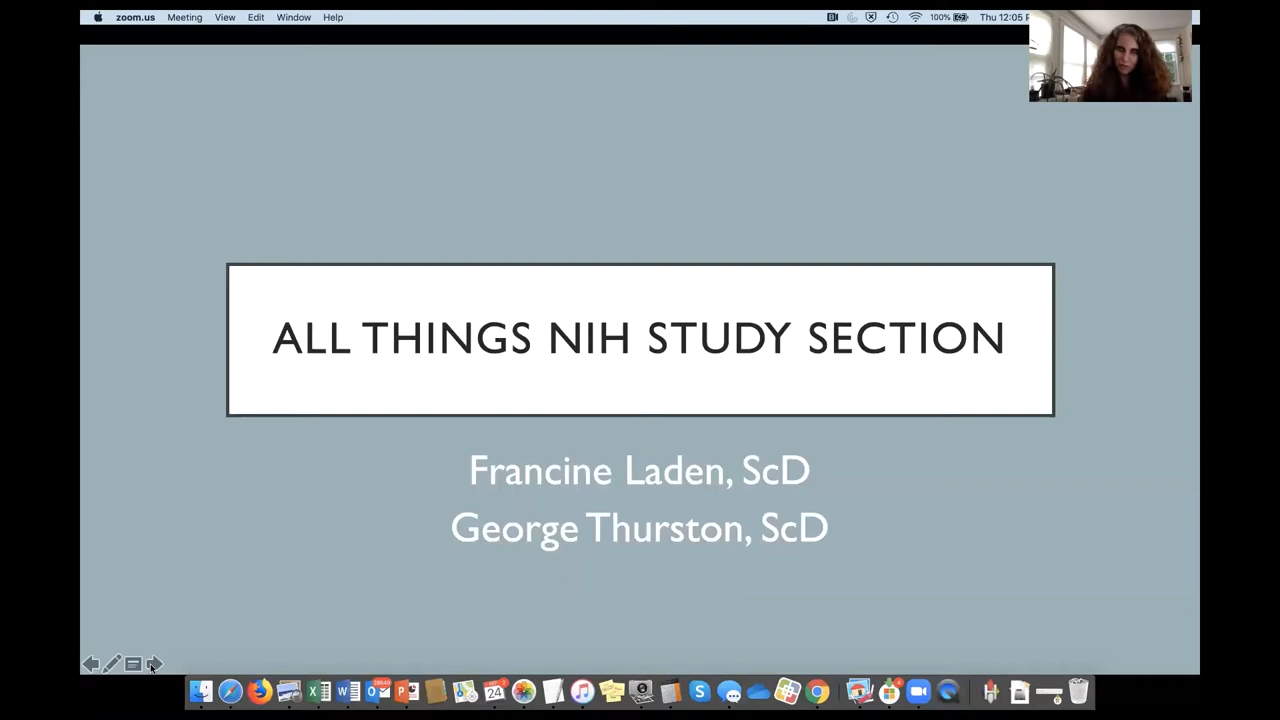 zoom.us Meeting View Edit Window Help 100% Thu 12:05
ALL THINGS NIH STUDY SECTION
Francine Laden, ScD
George Thurston, ScD
24